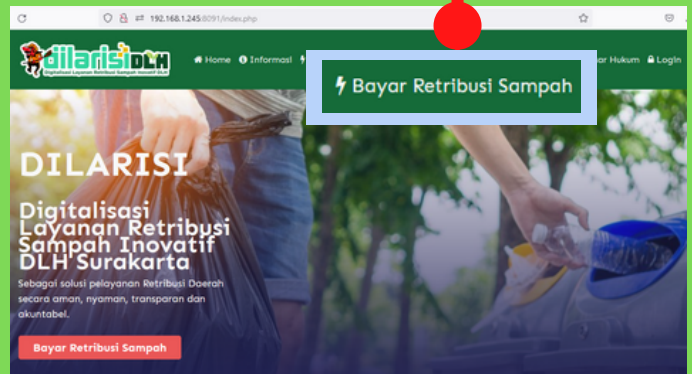 192.168.1.245:8091/index.php
dilarisi DLH
Digitalisasi Layanan Retribusi Sampah Inovatif DLH
Home Informasi
Bayar Retribusi Sampah
ar Hukum Login
DILARISI
Digitalisasi
Layanan Retribusi
Sampah Inovatif
DLH Surakarta
Sebagai solusi pelayanan Retribusi Daerah
secara aman, nyaman, transparan dan
akuntabel.
Bayar Retribusi Sampah